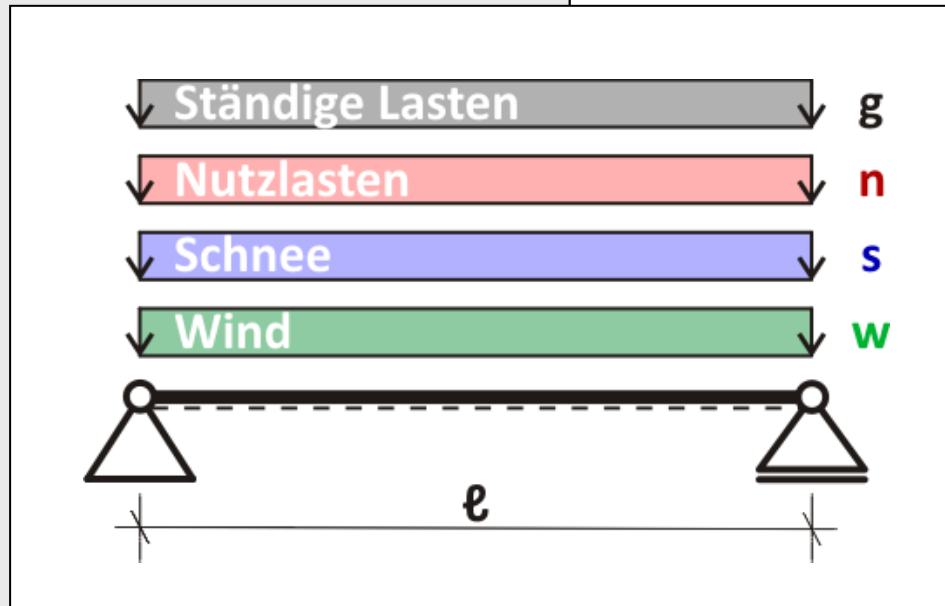 Ständige Lasten g
Nutzlasten n
Schnee s
Wind w
ℓ